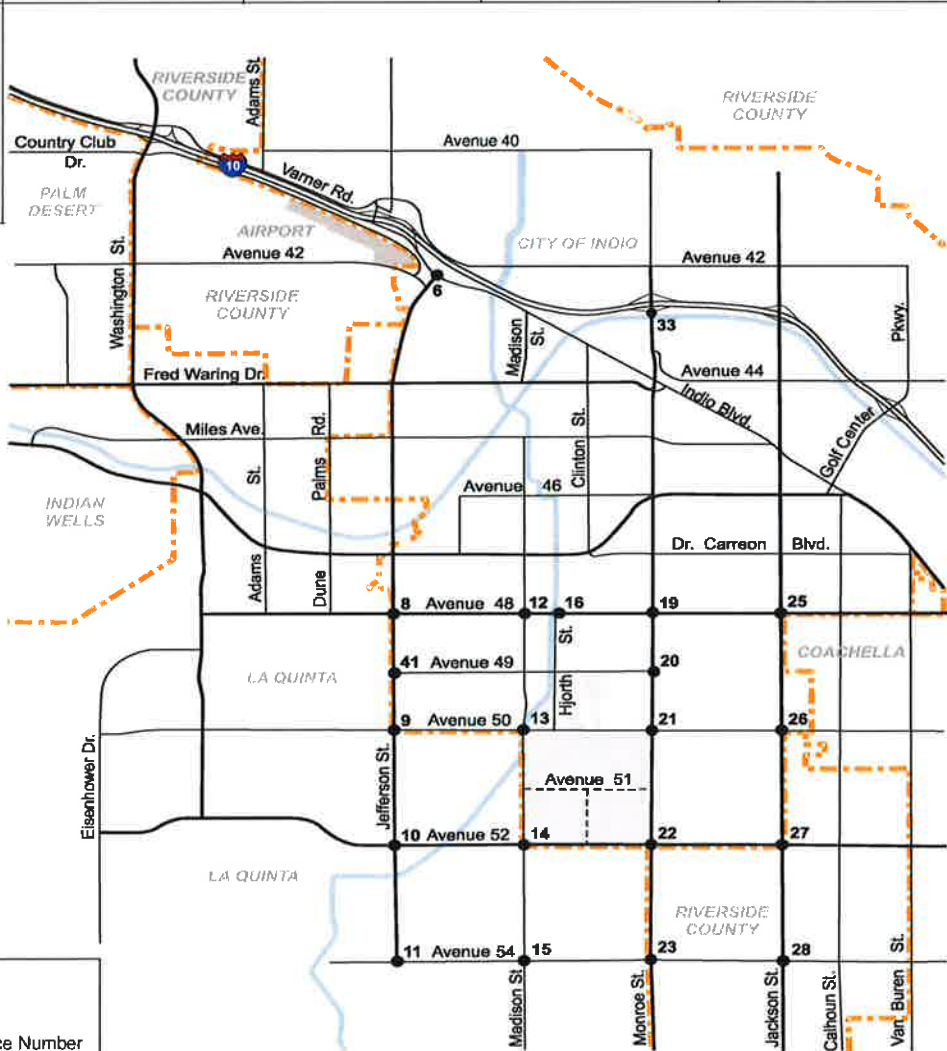 RIVERSIDE
COUNTY
Adams St.
RIVERSIDE
COUNTY
Country Club
Dr.
10
Varner Rd.
Avenue 40
PALM
DESERT
AIRPORT
CITY OF INDIO
Washington St.
Avenue 42
Avenue 42
6
RIVERSIDE
COUNTY
Madison
St.
33
Pkwy.
Fred Waring Dr.
Avenue 44
Indio Blvd.
Miles Ave.
Golf Center
Adams St.
Dune Palms Rd.
Clinton St.
Avenue 46
INDIAN
WELLS
Dr. Carreon Blvd.
8 Avenue 48 12 16 19 25
Hjorth St.
41 Avenue 49 20
LA QUINTA
COACHELLA
9 Avenue 50 13 21 26
Eisenhower Dr.
Jefferson St.
Avenue 51
10 Avenue 52 14 22 27
LA QUINTA
RIVERSIDE
COUNTY
11 Avenue 54 15 23 28
Madison St
Monroe St.
Jackson St.
Calhoun St.
Van Buren St.
ce Number